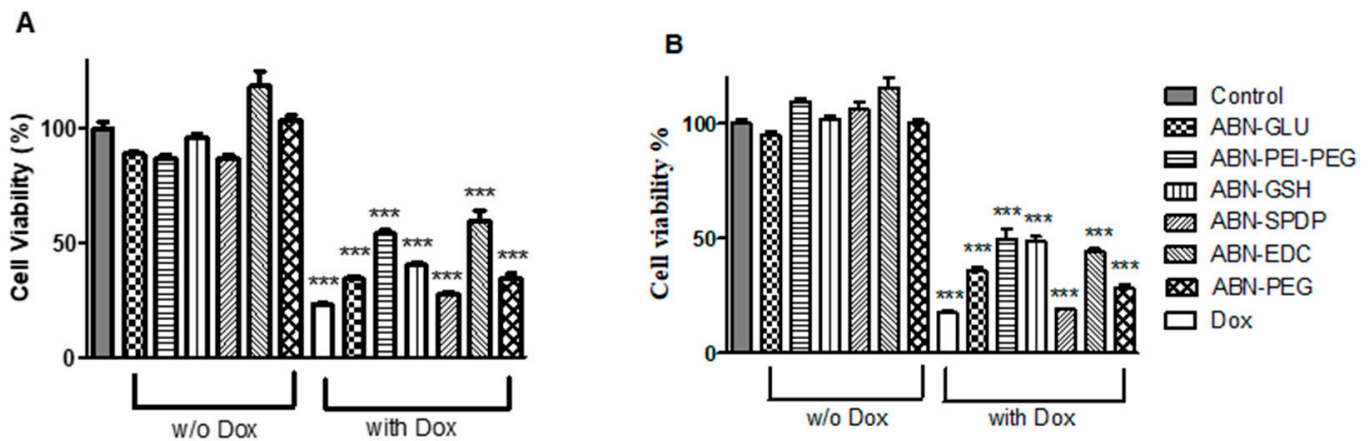 A
Cell Viability (%)
100
50
0
***
***
***
***
***
***
***
w/o Dox
with Dox
B
Cell viability %
100
50
0
***
***
***
***
***
***
***
w/o Dox
with Dox
Control
ABN-GLU
ABN-PEI-PEG
ABN-GSH
ABN-SPDP
ABN-EDC
ABN-PEG
Dox